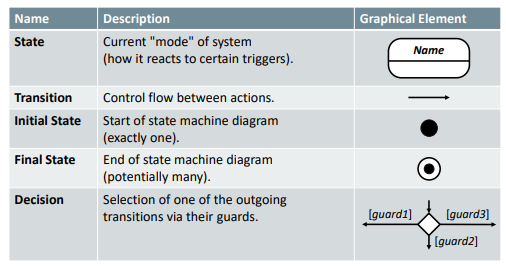 Name Description Graphical Element
State Current "mode" of system
(how it reacts to certain triggers).
Name
Transition Control flow between actions.
Initial State Start of state machine diagram
(exactly one).
Final State End of state machine diagram
(potentially many).
Decision Selection of one of the outgoing
transitions via their guards.
[guard1] [guard3]
[guard2]